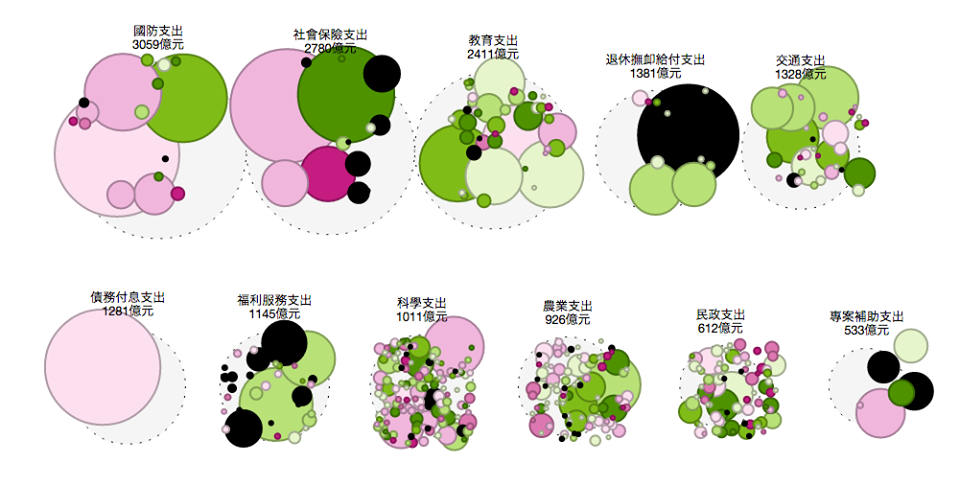 國防支出
3059億元
社會保險支出
2780億元
教育支出
2411億元
退休撫卹給付支出
1381億元
交通支出
1328億元
債務付息支出
1281億元
福利服務支出
1145億元
科學支出
1011億元
農業支出
926億元
民政支出
612億元
專案補助支出
533億元